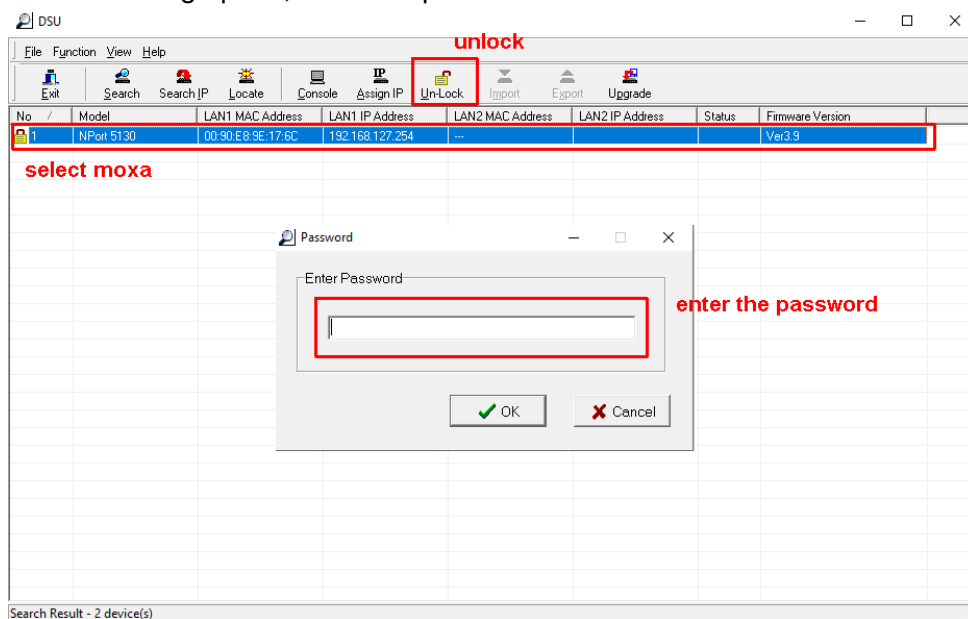 DSU
File Function View Help
unlock
Exit Search Search IP Locate Console Assign IP Un-Lock Import Export Upgrade
No / Model LAN1 MAC Address LAN1 IP Address LAN2 MAC Address LAN2 IP Address Status Firmware Version
1 NPort 5130 00:90:E8:9E:17:6C 192.168.127.254 --- Ver3.9
select moxa
Password
Enter Password
enter the password
OK Cancel
Search Result - 2 device(s)